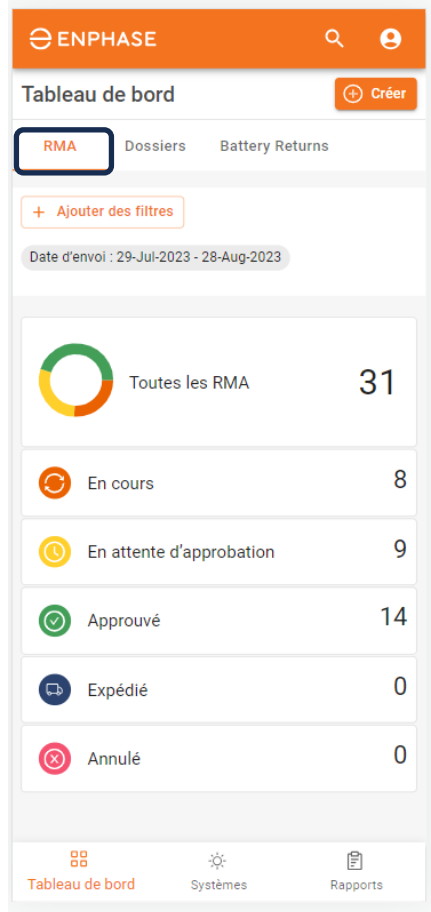 ENPHASE
Tableau de bord
Créer
RMA Dossiers Battery Returns
+ Ajouter des filtres
Date d'envoi : 29-Jul-2023 - 28-Aug-2023
Toutes les RMA 31
En cours 8
En attente d'approbation 9
Approuvé 14
Expédié 0
Annulé 0
Tableau de bord Systèmes Rapports